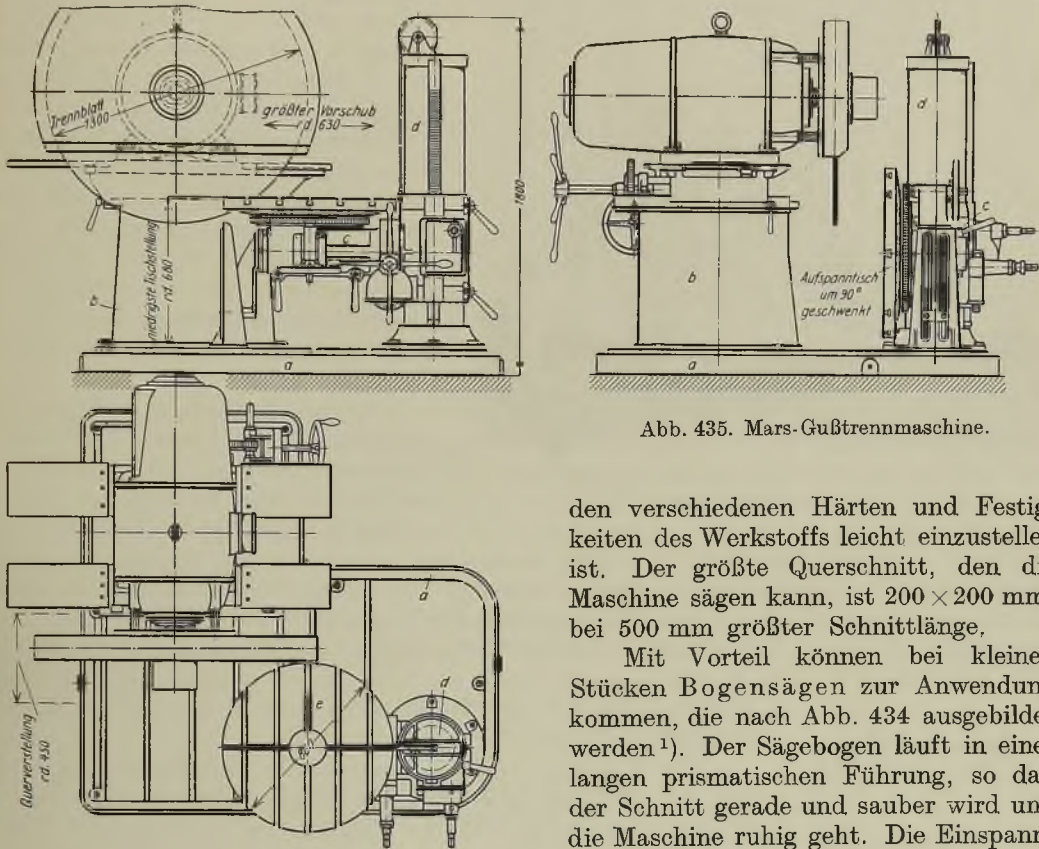 Trennblatt
1300
größter Vorschub
rd. 630
d
c
b
niedrigste Tischstellung
rd. 680
1800
a
d
c
b
Aufspanntisch
um 90°
geschwenkt
a
Abb. 435. Mars-Gußtrennmaschine.
a
d
e
Querverstellung
rd. 450
den verschiedenen Härten und Festig
keiten des Werkstoffs leicht einzustelle
ist. Der größte Querschnitt, den di
Maschine sägen kann, ist 200 × 200 mm
bei 500 mm größter Schnittlänge.
Mit Vorteil können bei kleine
Stücken Bogensägen zur Anwendun
kommen, die nach Abb. 434 ausgebilde
werden¹). Der Sägebogen läuft in eine
langen prismatischen Führung, so da
der Schnitt gerade und sauber wird un
die Maschine ruhig geht. Die Einspann